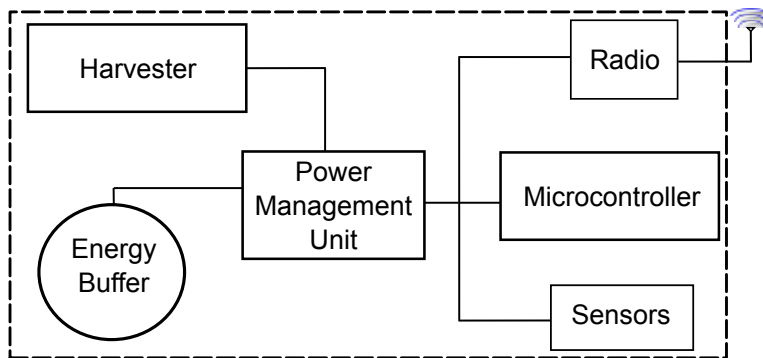 Harvester
Radio
Power
Management
Unit
Microcontroller
Energy
Buffer
Sensors